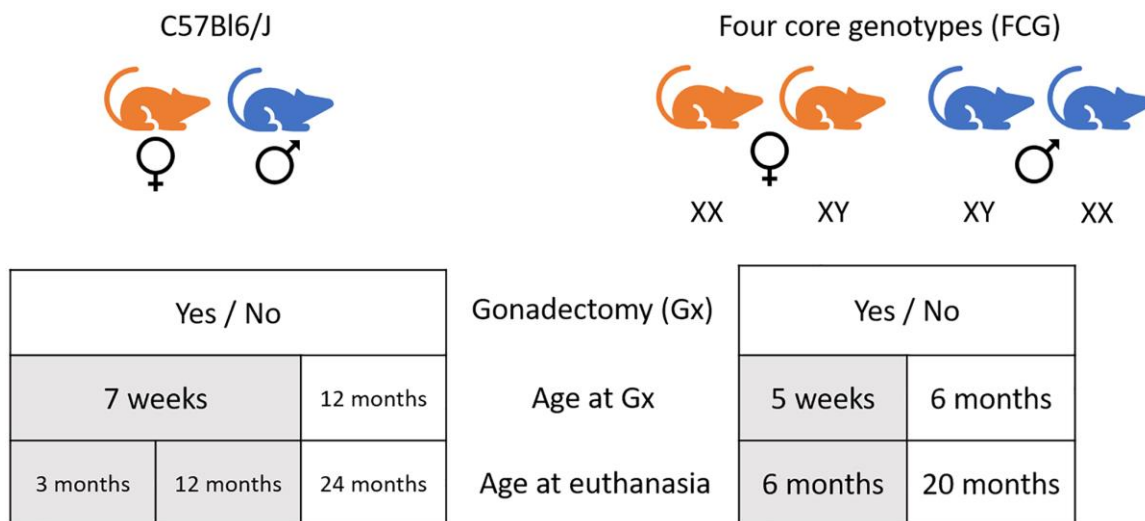 C57Bl6/J
Four core genotypes (FCG)
♀ ♂
♀ ♂
XX XY XY XX
Yes / No
Gonadectomy (Gx)
Yes / No
7 weeks
12 months
Age at Gx
5 weeks
6 months
3 months
12 months
24 months
Age at euthanasia
6 months
20 months